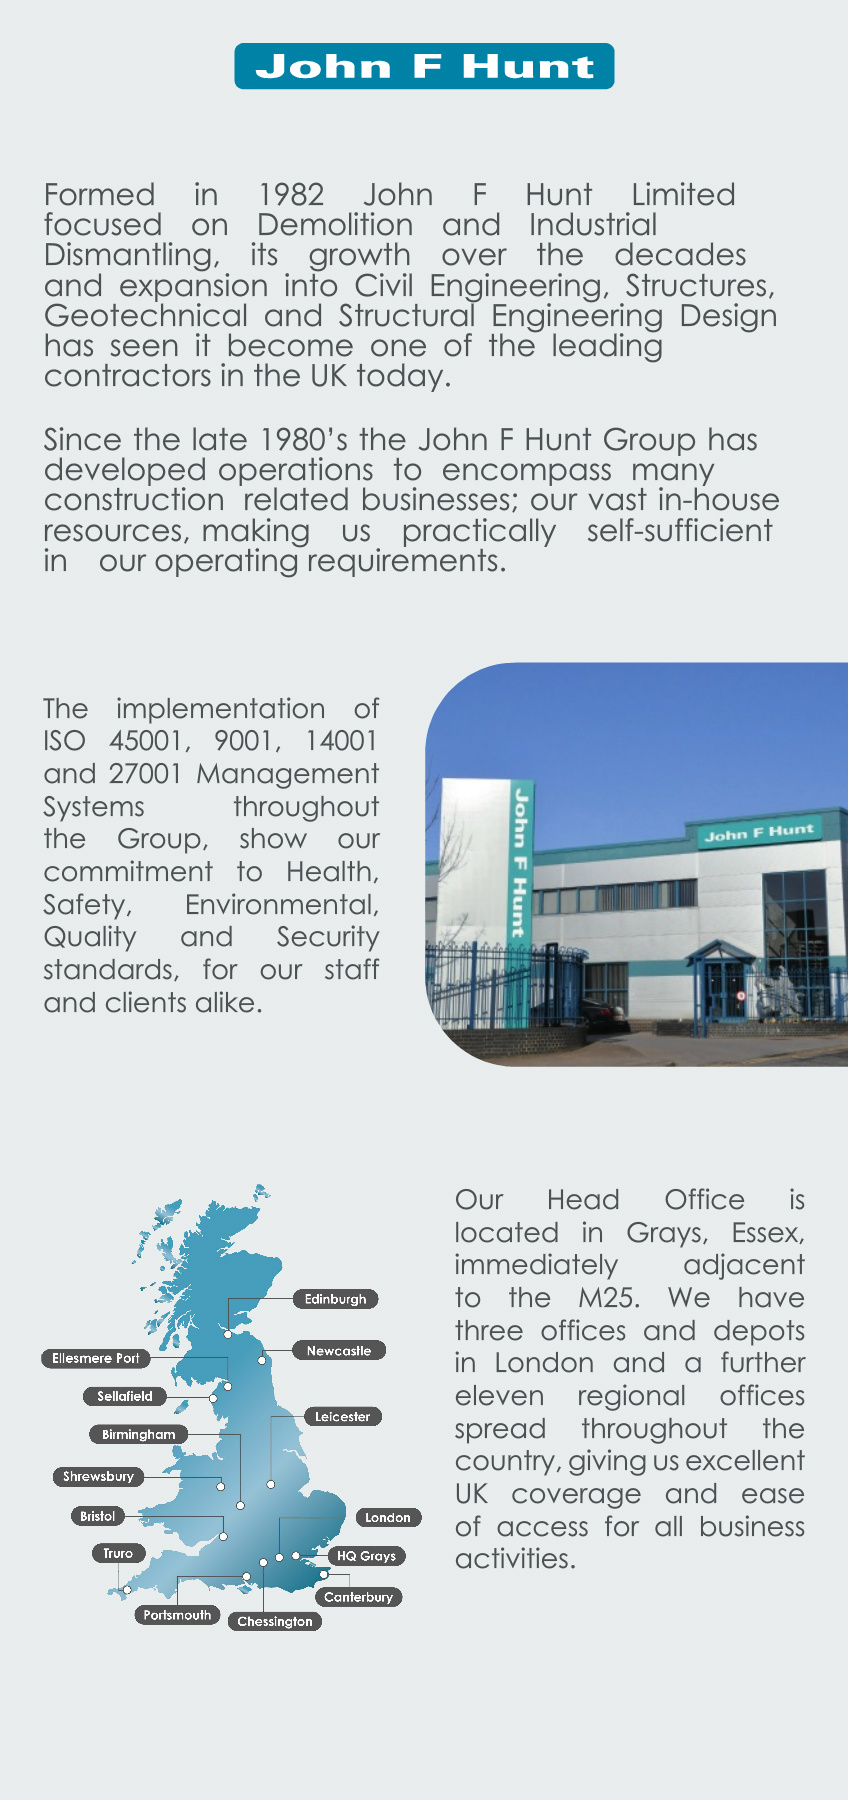 John F Hunt
Formed in 1982 John F Hunt Limited
focused on Demolition and Industrial
Dismantling, its growth over the decades
and expansion into Civil Engineering, Structures,
Geotechnical and Structural Engineering Design
has seen it become one of the leading
contractors in the UK today.
Since the late 1980’s the John F Hunt Group has
developed operations to encompass many
construction related businesses; our vast in-house
resources, making us practically self-sufficient
in our operating requirements.
The implementation of
ISO 45001, 9001, 14001
and 27001 Management
Systems throughout
the Group, show our
commitment to Health,
Safety, Environmental,
Quality and Security
standards, for our staff
and clients alike.
John F Hunt
John F Hunt
Edinburgh
Newcastle
Ellesmere Port
Sellafield
Leicester
Birmingham
Shrewsbury
Bristol
London
Truro
HQ Grays
Canterbury
Portsmouth
Chessington
Our Head Office is
located in Grays, Essex,
immediately adjacent
to the M25. We have
three offices and depots
in London and a further
eleven regional offices
spread throughout the
country, giving us excellent
UK coverage and ease
of access for all business
activities.